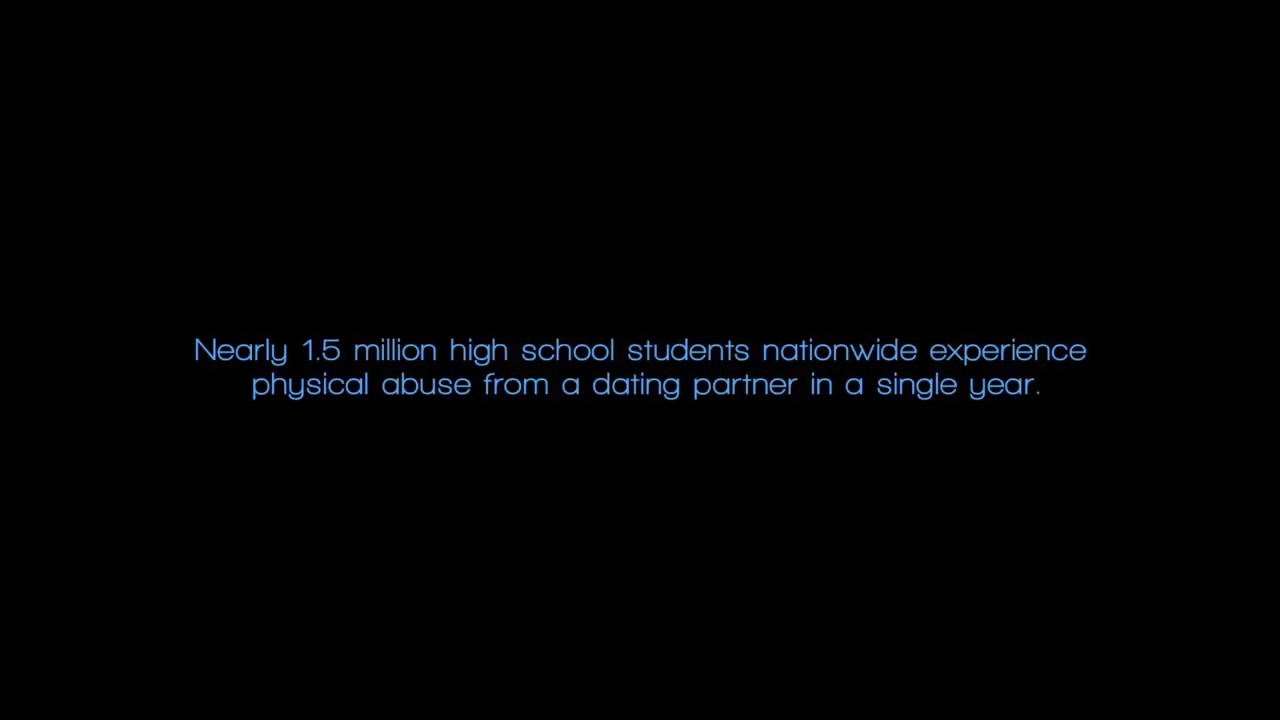 Nearly 1.5 million high school students nationwide experience
physical abuse from a dating partner in a single year.